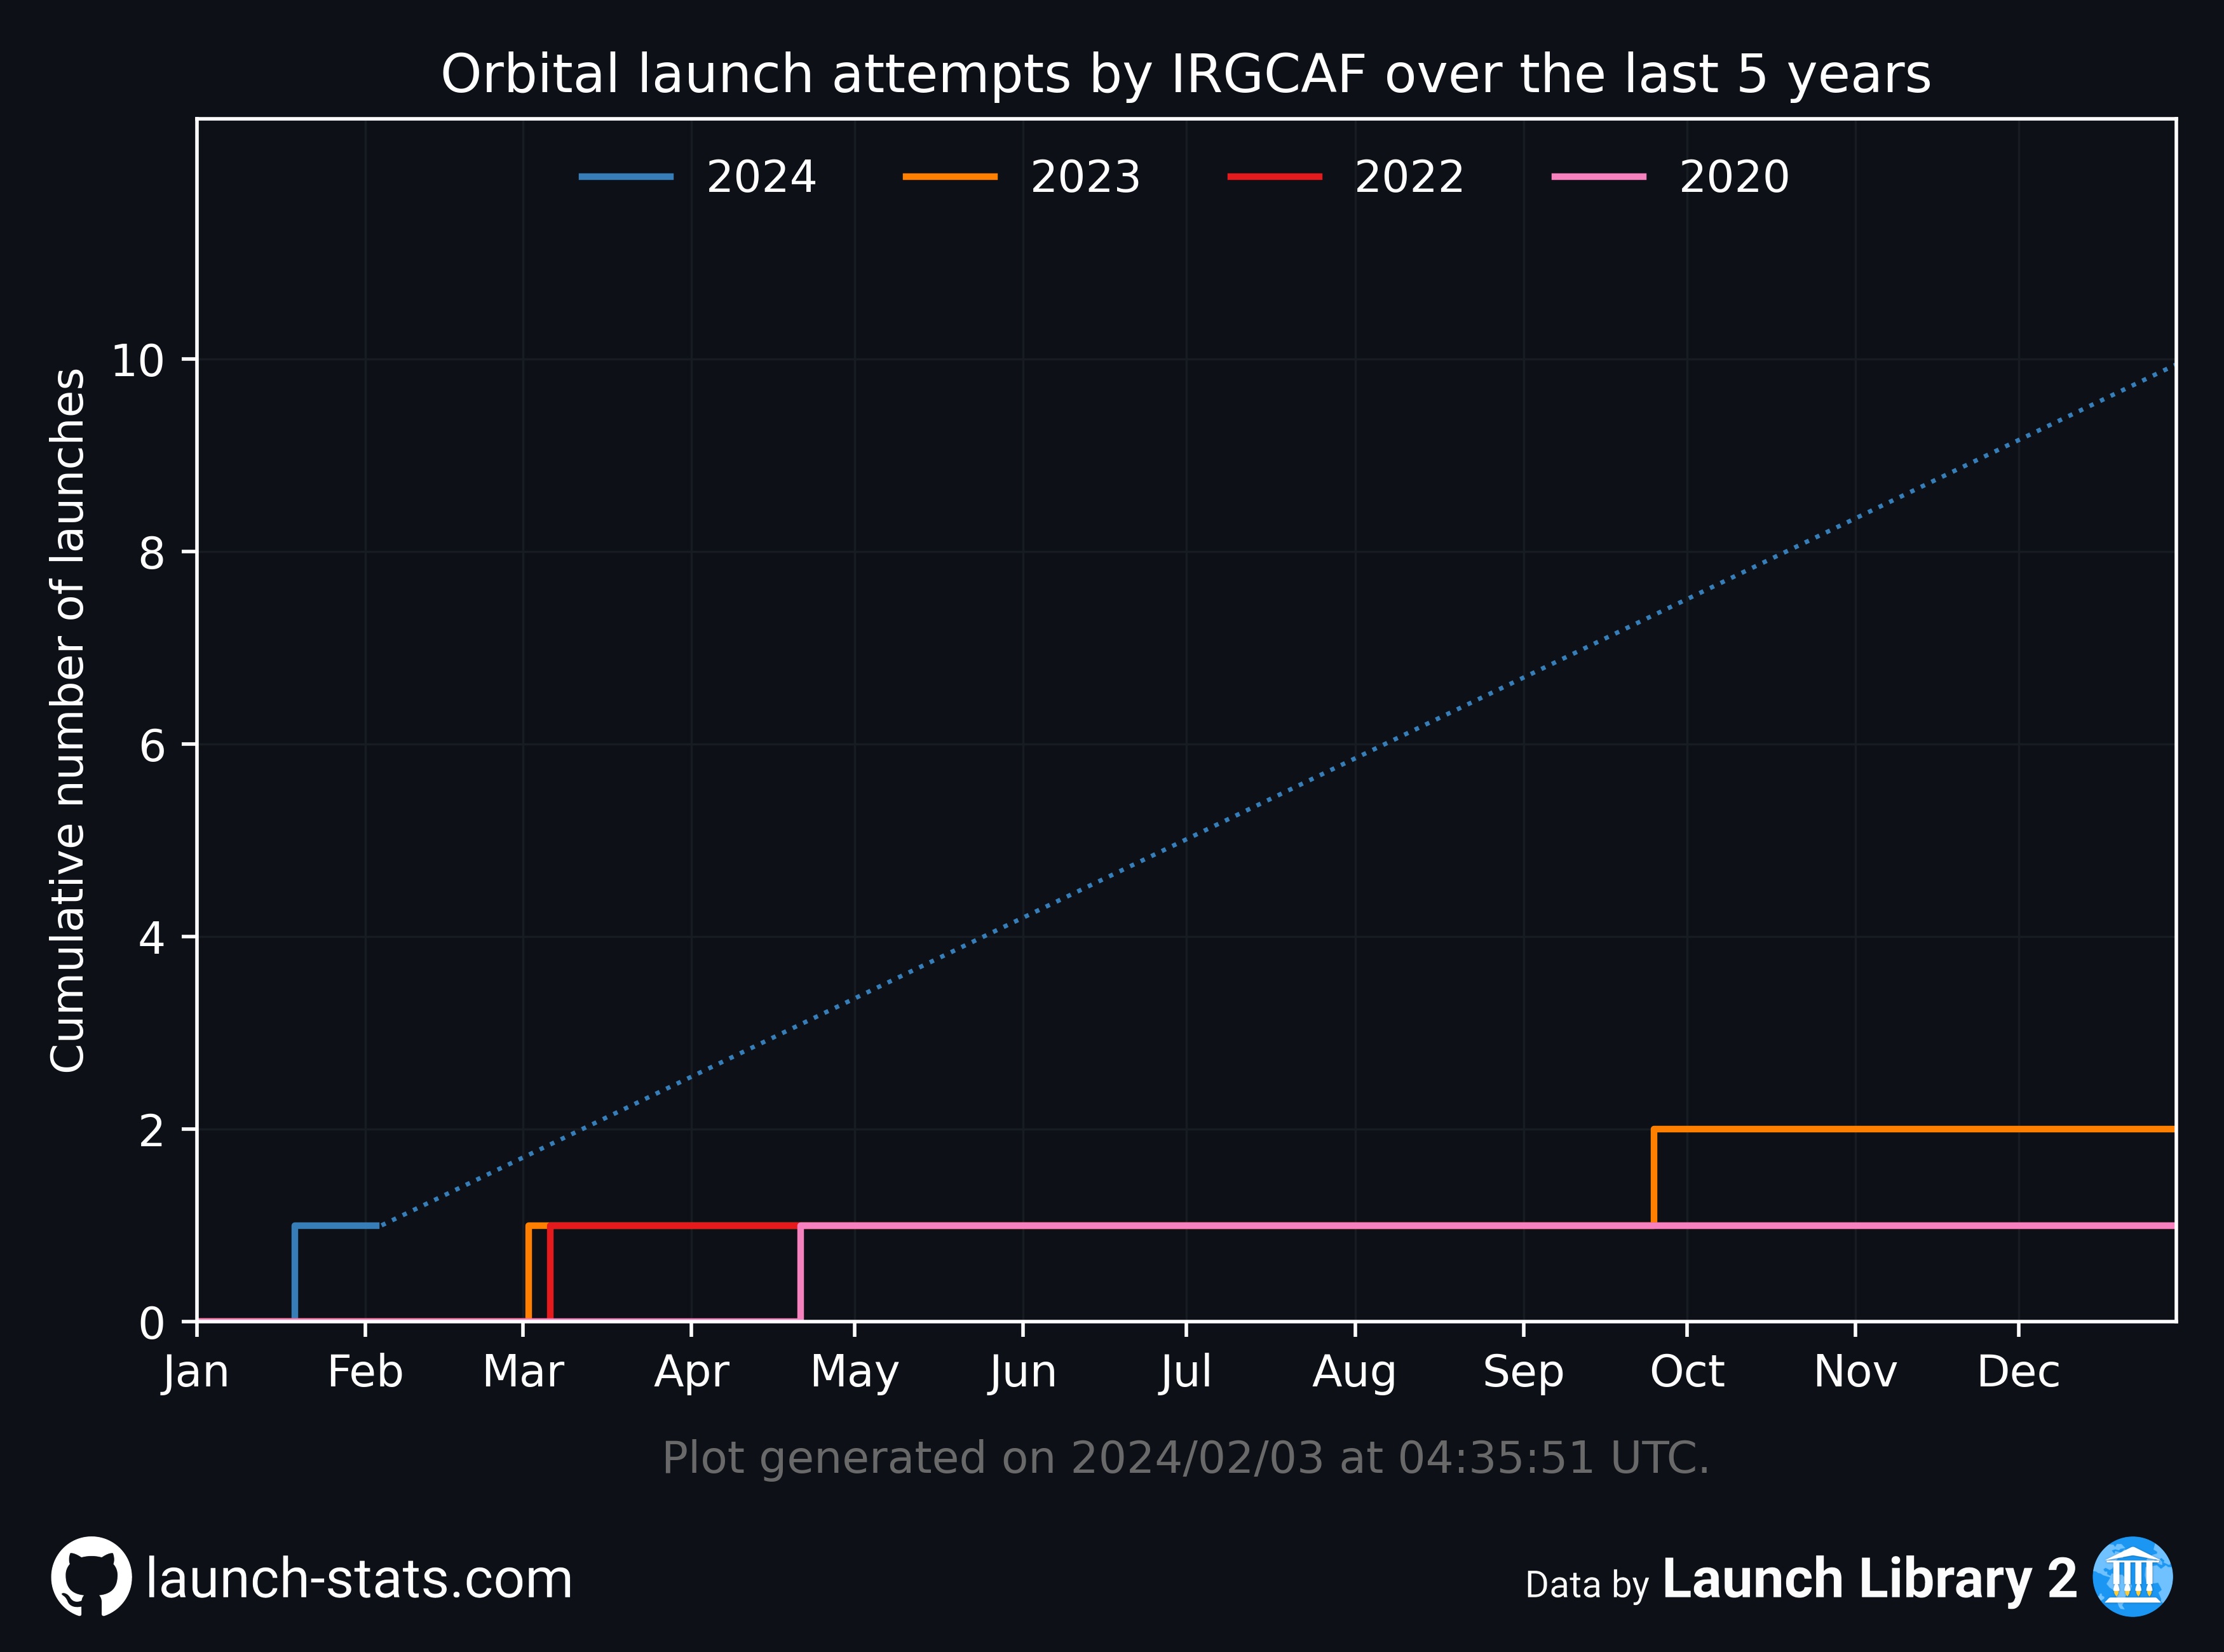 Orbital launch attempts by IRGCAF over the last 5 years
2024 2023 2022 2020
Cumulative number of launches
10
8
6
4
2
0
Jan Feb Mar Apr May Jun Jul Aug Sep Oct Nov Dec
Plot generated on 2024/02/03 at 04:35:51 UTC.
launch-stats.com
Data by Launch Library 2